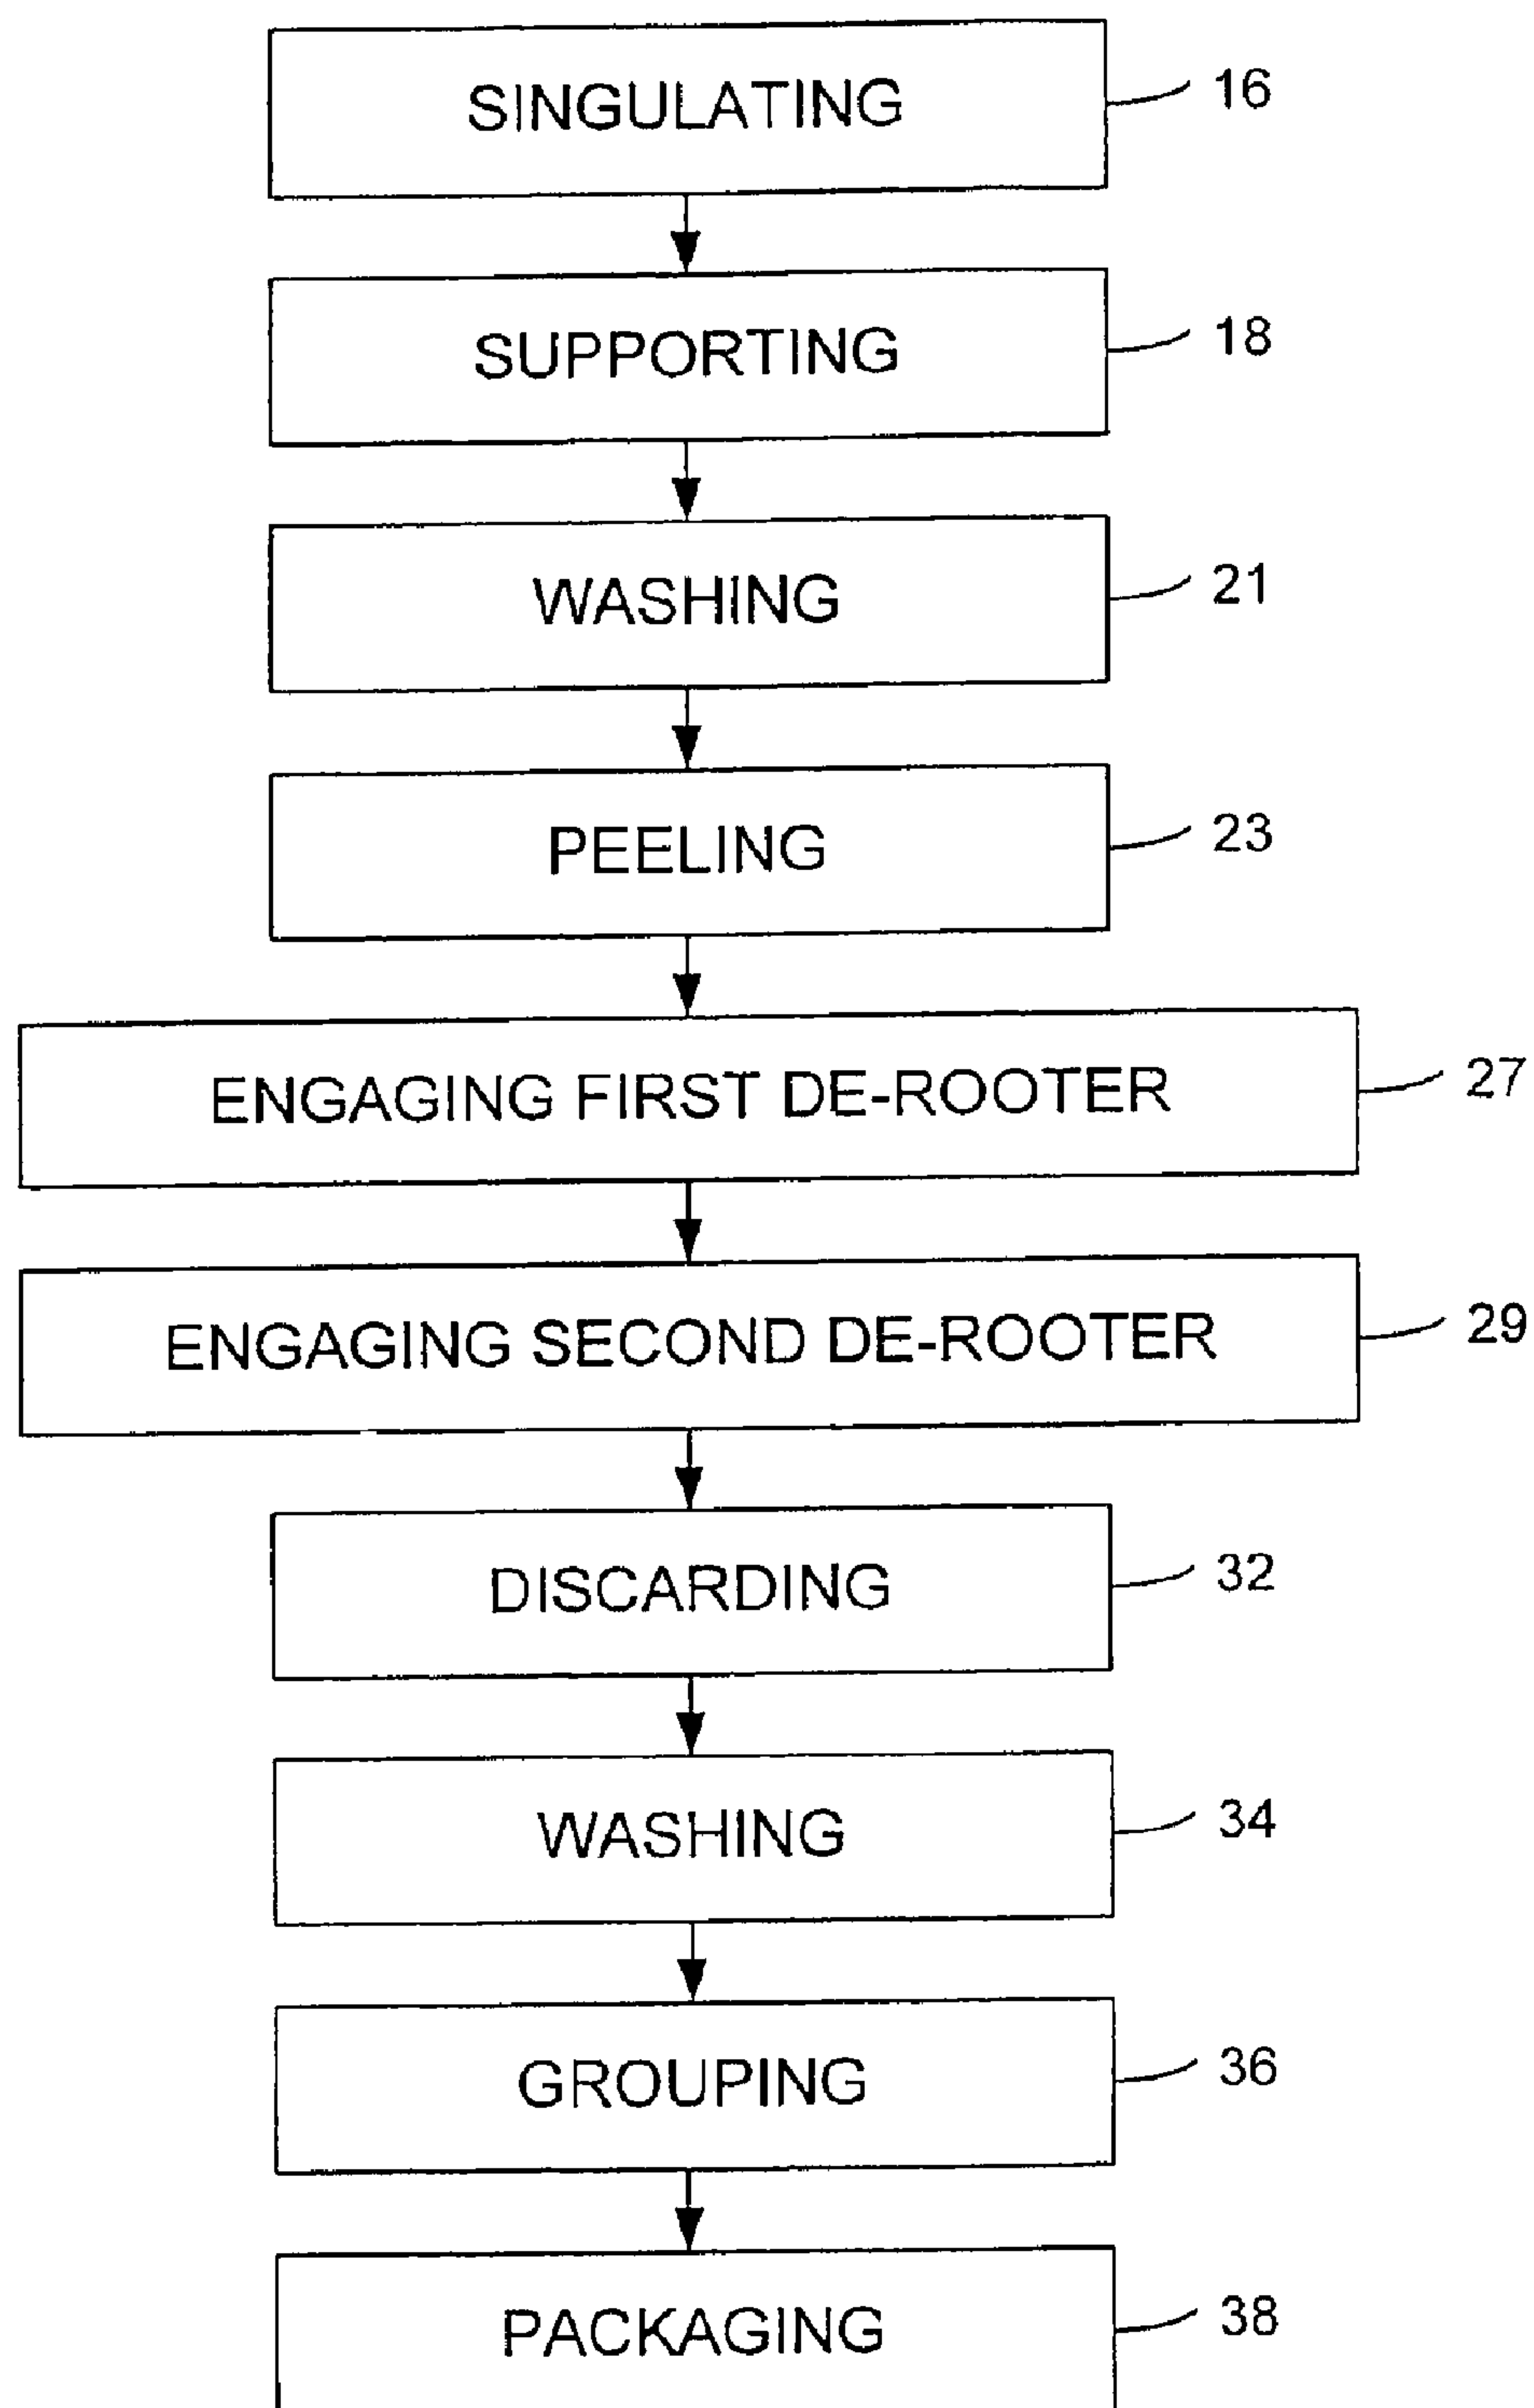 SINGULATING 16
SUPPORTING 18
WASHING 21
PEELING 23
ENGAGING FIRST DE-ROOTER 27
ENGAGING SECOND DE-ROOTER 29
DISCARDING 32
WASHING 34
GROUPING 36
PACKAGING 38